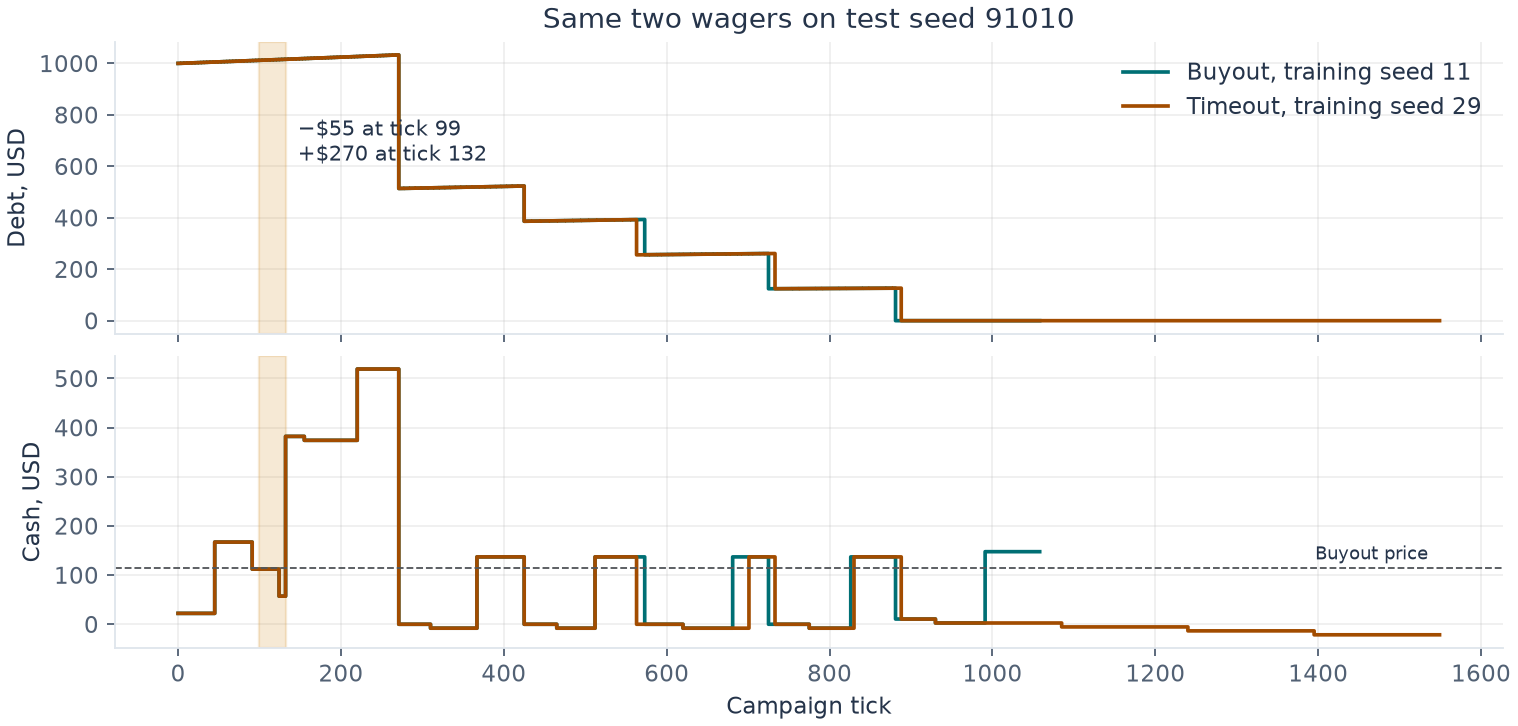 Same two wagers on test seed 91010
Debt, USD
1000
800
600
400
200
0
−$55 at tick 99
+$270 at tick 132
Buyout, training seed 11
Timeout, training seed 29
Cash, USD
500
400
300
200
100
0
Buyout price
0 200 400 600 800 1000 1200 1400 1600
Campaign tick